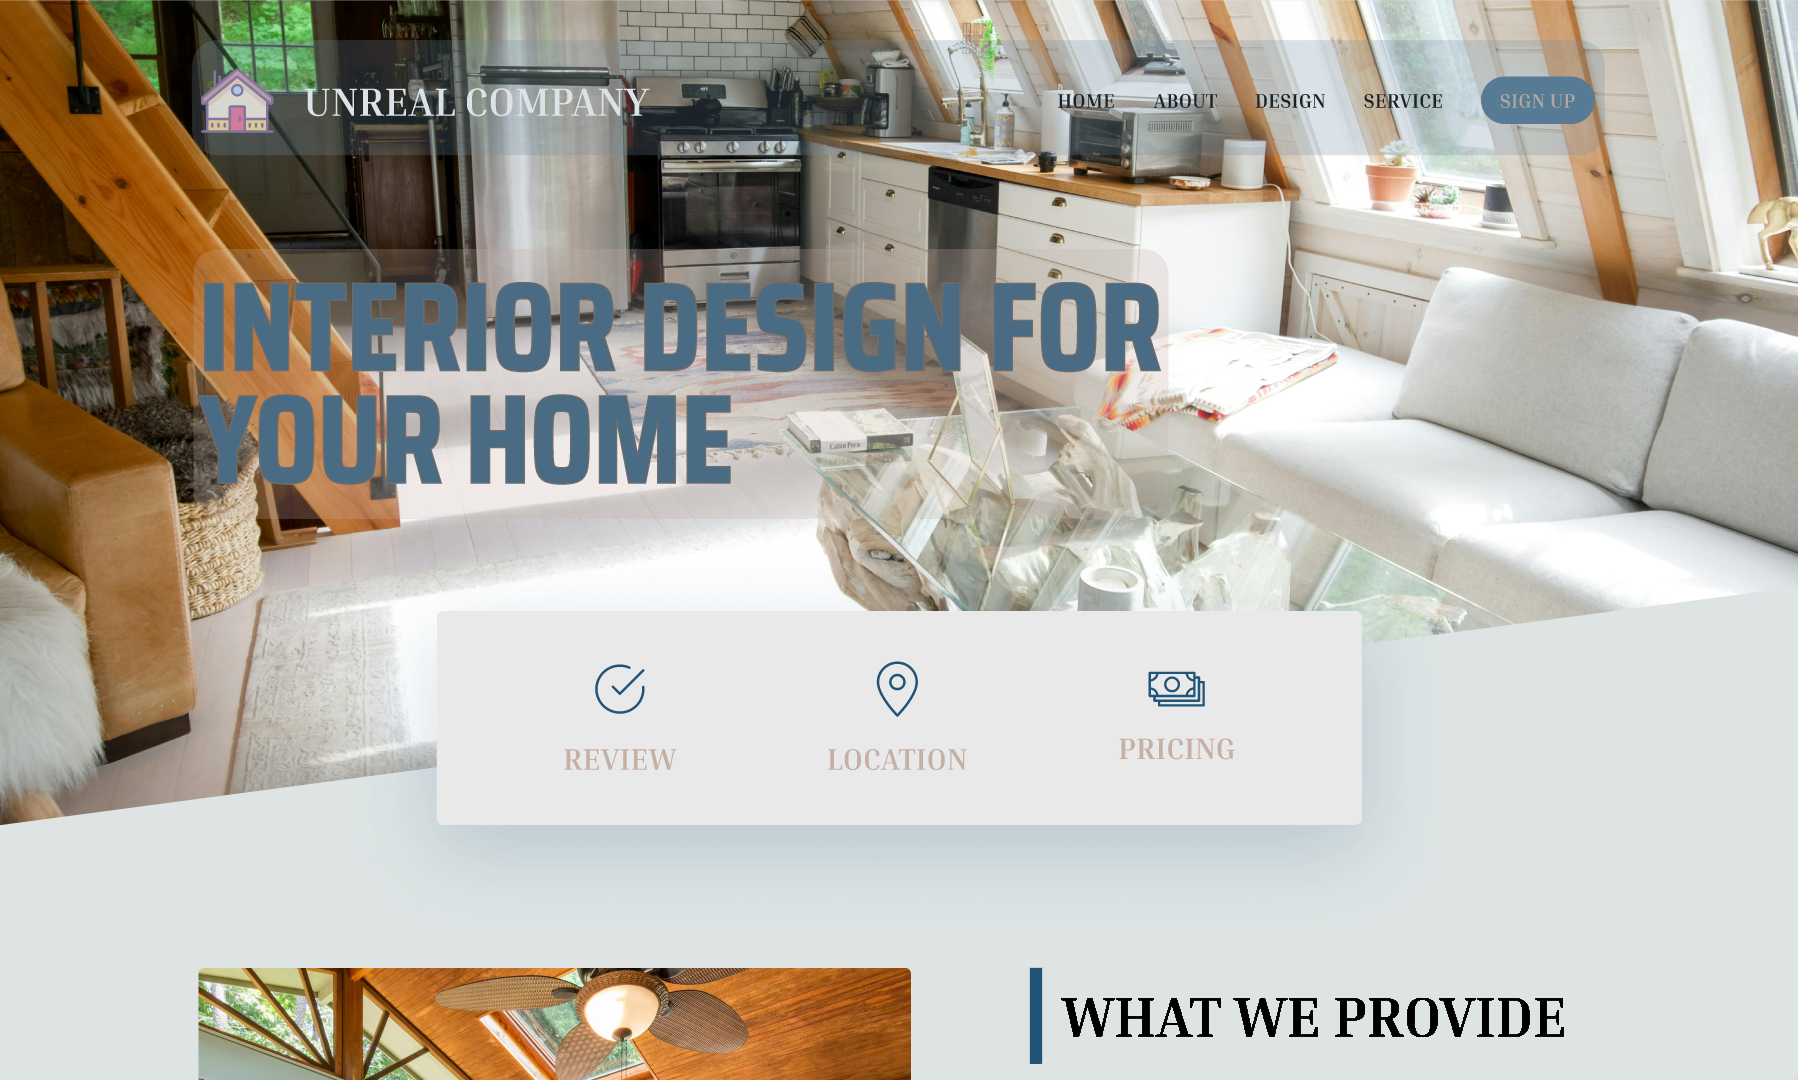 UNREAL COMPANY
HOME ABOUT DESIGN SERVICE SIGN UP
INTERIOR DESIGN FOR
YOUR HOME
Cabin Porn
REVIEW LOCATION PRICING
WHAT WE PROVIDE